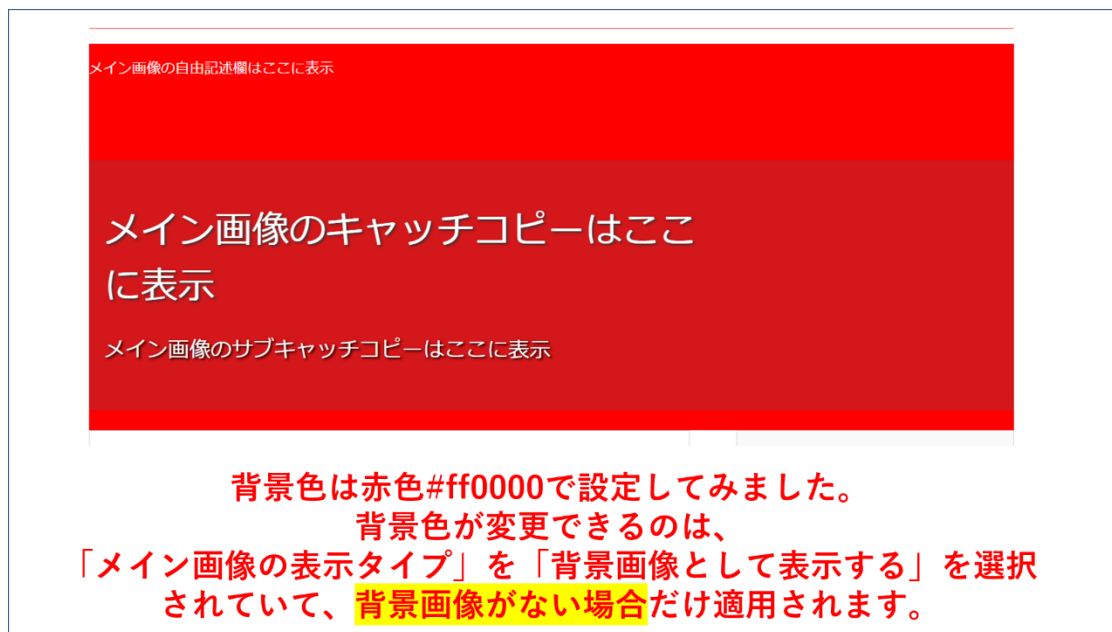 メイン画像の自由記述欄はここに表示
メイン画像のキャッチコピーはここ
に表示
メイン画像のサブキャッチコピーはここに表示
背景色は赤色#ff0000で設定してみました。
背景色が変更できるのは、
「メイン画像の表示タイプ」を「背景画像として表示する」を選択
されていて、背景画像がない場合だけ適用されます。